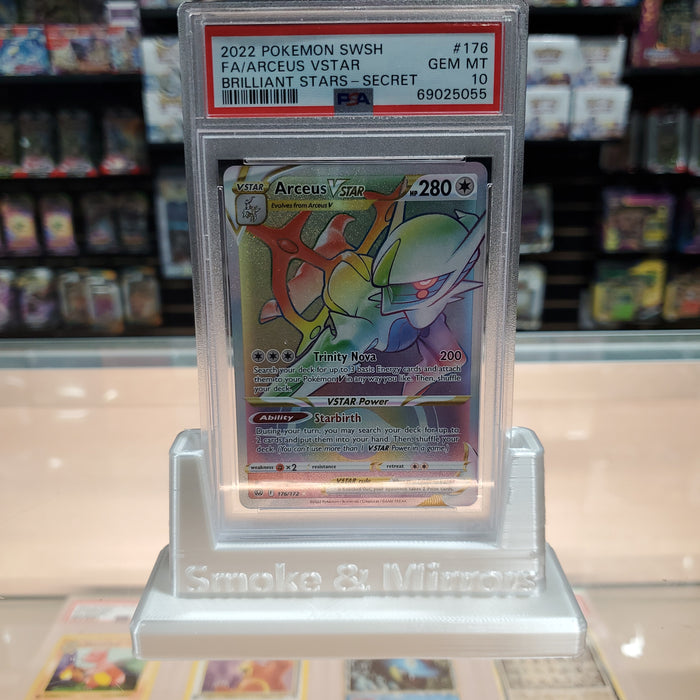 2022 POKEMON SWSH #176
FA/ARCEUS VSTAR GEM MT
BRILLIANT STARS-SECRET 10
PSA 69025055
VSTAR Arceus VSTAR HP 280
Evolves from Arceus V
Trinity Nova 200
Search your deck for up to 3 basic Energy cards and attach
them to your Pokémon V in any way you like. Then, shuffle
your deck.
VSTAR Power
Ability Starbirth
During your turn, you may search your deck for up to
2 cards and put them into your hand. Then, shuffle your
deck. (You can't use more than 1 VSTAR Power in a game.)
weakness ×2 resistance retreat
VSTAR rule
F 176/172
Smoke & Mirrors